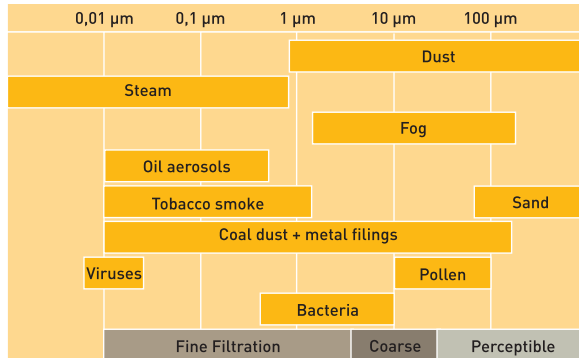 0,01 µm 0,1 µm 1 µm 10 µm 100 µm
Dust
Steam
Fog
Oil aerosols
Tobacco smoke Sand
Coal dust + metal filings
Viruses Pollen
Bacteria
Fine Filtration Coarse Perceptible